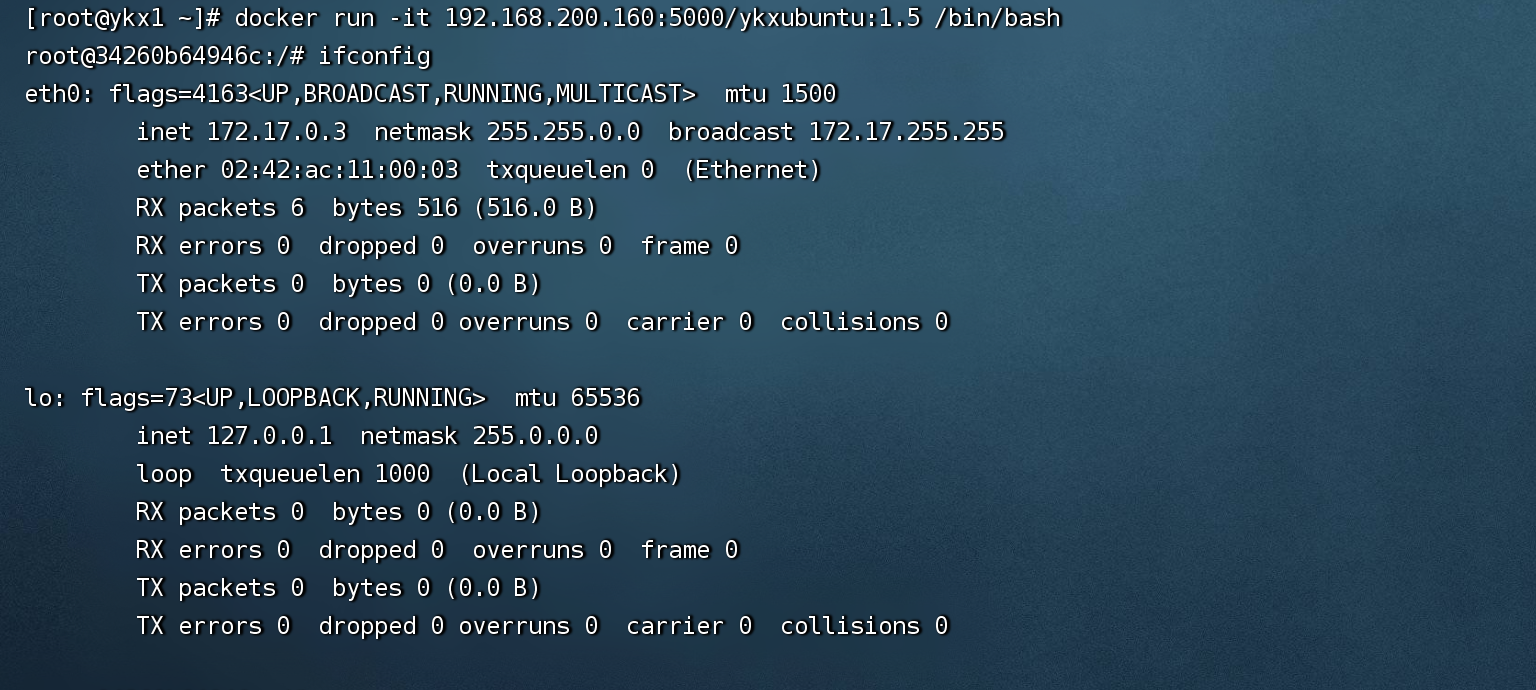 [root@ykx1 ~]# docker run -it 192.168.200.160:5000/ykxubuntu:1.5 /bin/bash
root@34260b64946c:/# ifconfig
eth0: flags=4163<UP,BROADCAST,RUNNING,MULTICAST>  mtu 1500
        inet 172.17.0.3  netmask 255.255.0.0  broadcast 172.17.255.255
        ether 02:42:ac:11:00:03  txqueuelen 0  (Ethernet)
        RX packets 6  bytes 516 (516.0 B)
        RX errors 0  dropped 0  overruns 0  frame 0
        TX packets 0  bytes 0 (0.0 B)
        TX errors 0  dropped 0 overruns 0  carrier 0  collisions 0

lo: flags=73<UP,LOOPBACK,RUNNING>  mtu 65536
        inet 127.0.0.1  netmask 255.0.0.0
        loop  txqueuelen 1000  (Local Loopback)
        RX packets 0  bytes 0 (0.0 B)
        RX errors 0  dropped 0  overruns 0  frame 0
        TX packets 0  bytes 0 (0.0 B)
        TX errors 0  dropped 0 overruns 0  carrier 0  collisions 0